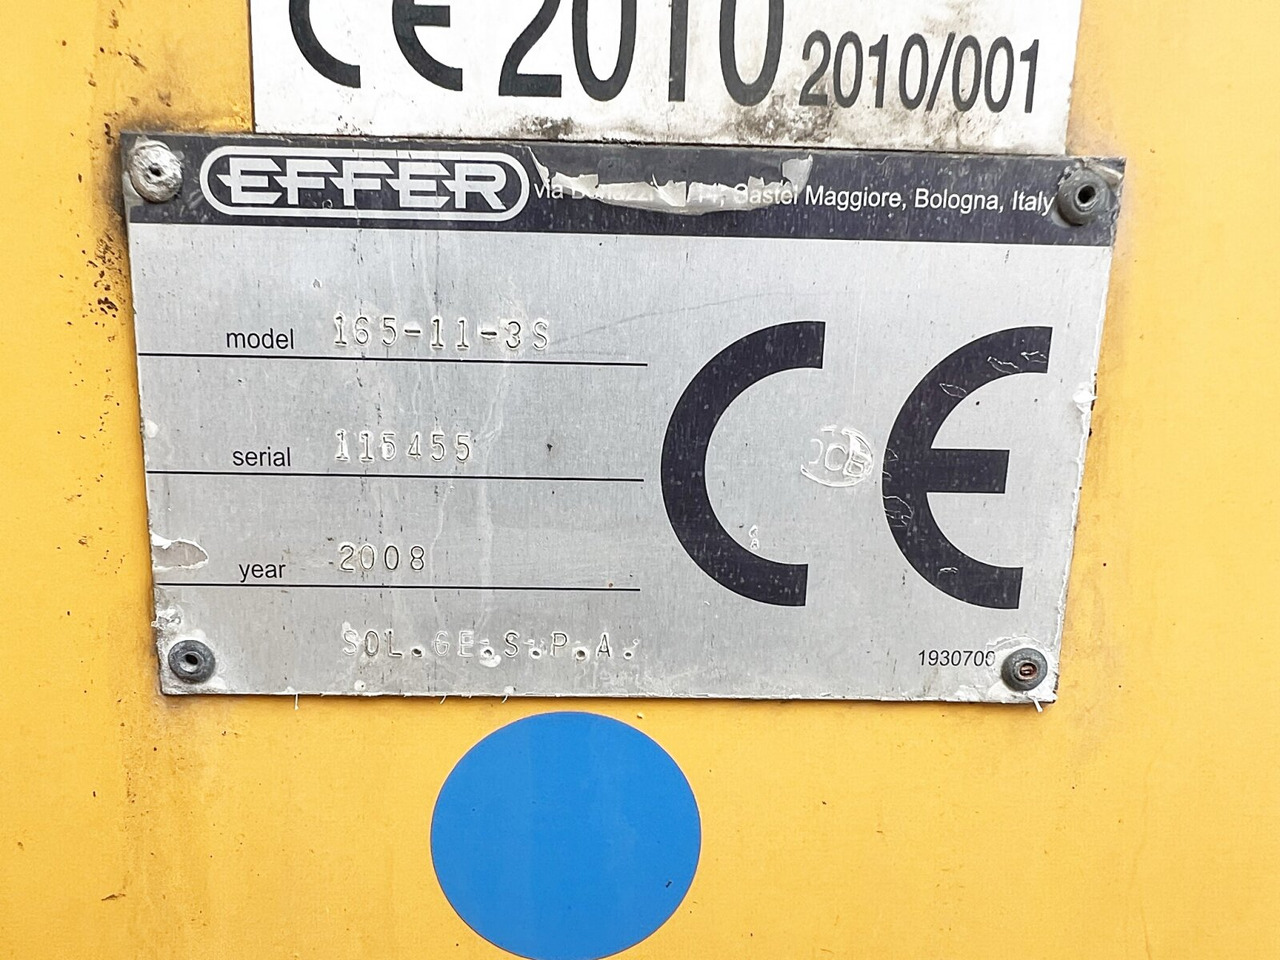 CE 2010 2010/001
EFFER via Castel Maggiore, Bologna, Italy
model 165-11-3S
serial 115455
year 2008
SOL.GE.S.P.A.
CE
1930700